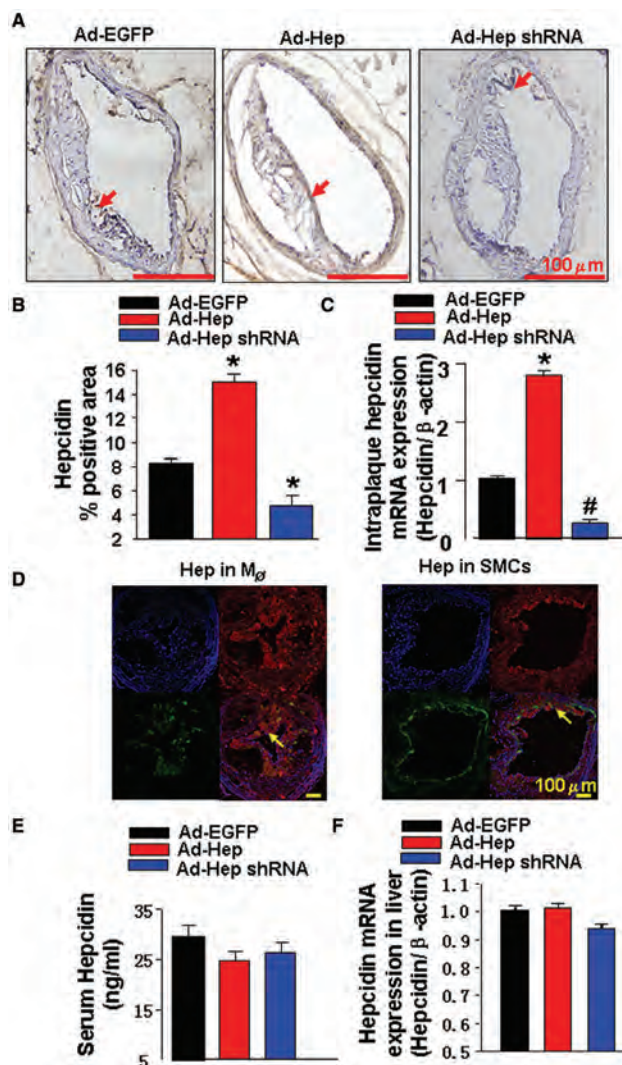 A
Ad-EGFP
Ad-Hep
Ad-Hep shRNA
100 μm
B
Ad-EGFP
Ad-Hep
Ad-Hep shRNA
Hepcidin
% positive area
16
14
12
10
8
6
4
2
*
*
C
Ad-EGFP
Ad-Hep
Ad-Hep shRNA
Intraplaque hepcidin
mRNA expression
(Hepcidin/ β -actin)
3
2
1
0
*
#
D
Hep in Mø
Hep in SMCs
100 μm
E
Ad-EGFP
Ad-Hep
Ad-Hep shRNA
Serum Hepcidin
(ng/ml)
35
25
15
5
F
Ad-EGFP
Ad-Hep
Ad-Hep shRNA
Hepcidin mRNA
expression in liver
(Hepcidin/ β -actin)
1.1
1.0
0.9
0.8
0.7
0.6
0.5